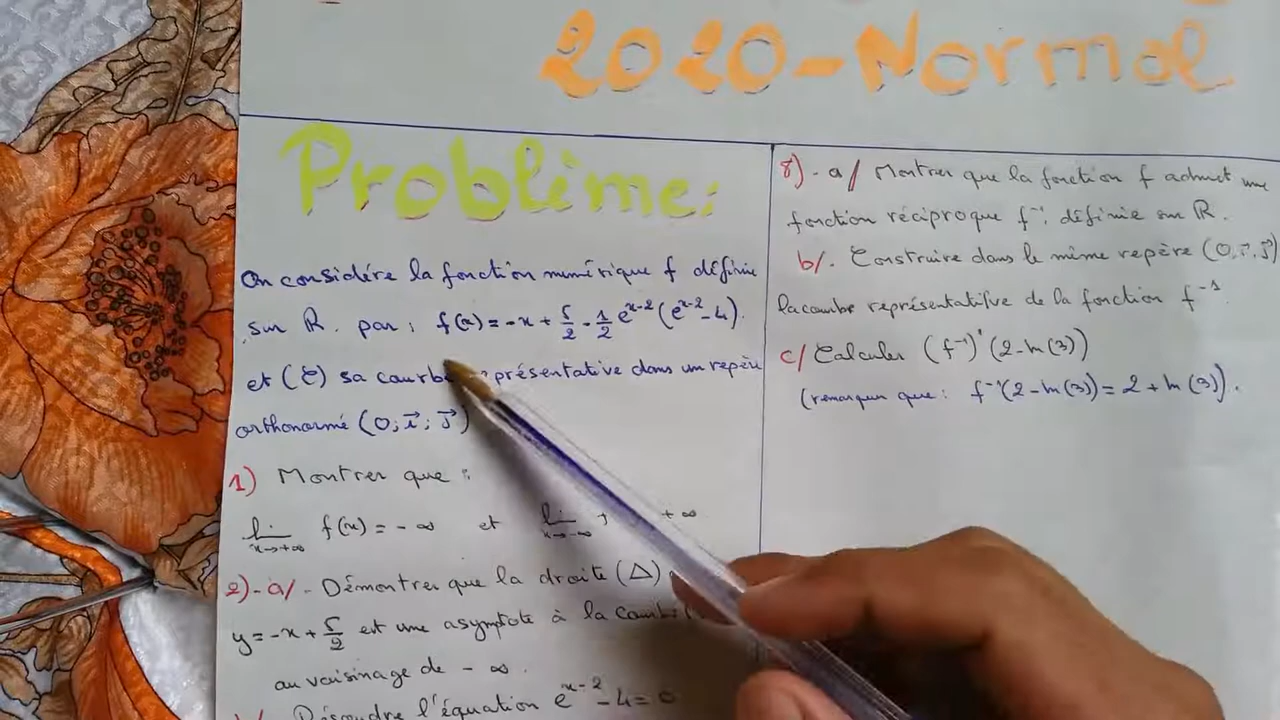 2020-Normal
Problème:
On considére la fonction numérique f définie
sur ℝ. par: f(x) = -x + 5/2 - 1/2 e^(x-2) (e^(x-2) - 4).
et (C) sa courbe représentative dans un repère
orthonormé (0; i⃗; j⃗)
1) Montrer que:
lim x→+∞ f(x) = -∞ et lim x→-∞ +∞
2)-a/. Démontrer que la droite (Δ)
y = -x + 5/2 est une asymptote à la
au voisinage de - ∞.
Résoudre l'équation e^(x-2) - 4 = 0
8)-a/ Montrer que la fonction f admet une
fonction réciproque f⁻¹ définie sur ℝ.
b/. Construire dans le même repère (0, i⃗, j⃗)
la courbe représentative de la fonction f⁻¹.
c/ Calculer (f⁻¹)'(2-ln(3))
(remarquer que: f⁻¹(2-ln(3)) = 2+ln(3)).